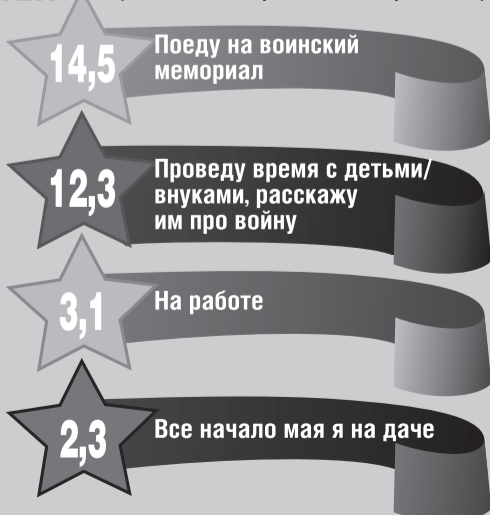 14,5
Поеду на воинский
мемориал
12,3
Проведу время с детьми/
внуками, расскажу
им про войну
3,1
На работе
2,3
Все начало мая я на даче